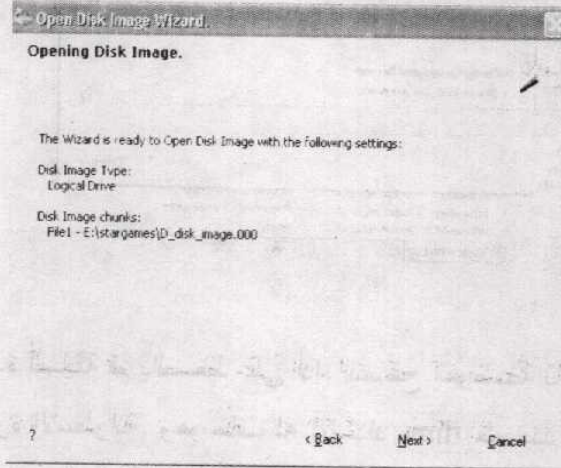 Open Disk Image Wizard.
Opening Disk Image.
The Wizard is ready to Open Disk Image with the following settings:
Disk Image Type:
Logical Drive
Disk Image chunks:
File1 - E:\stargames\D_disk_image.000
?
< Back
Next >
Cancel